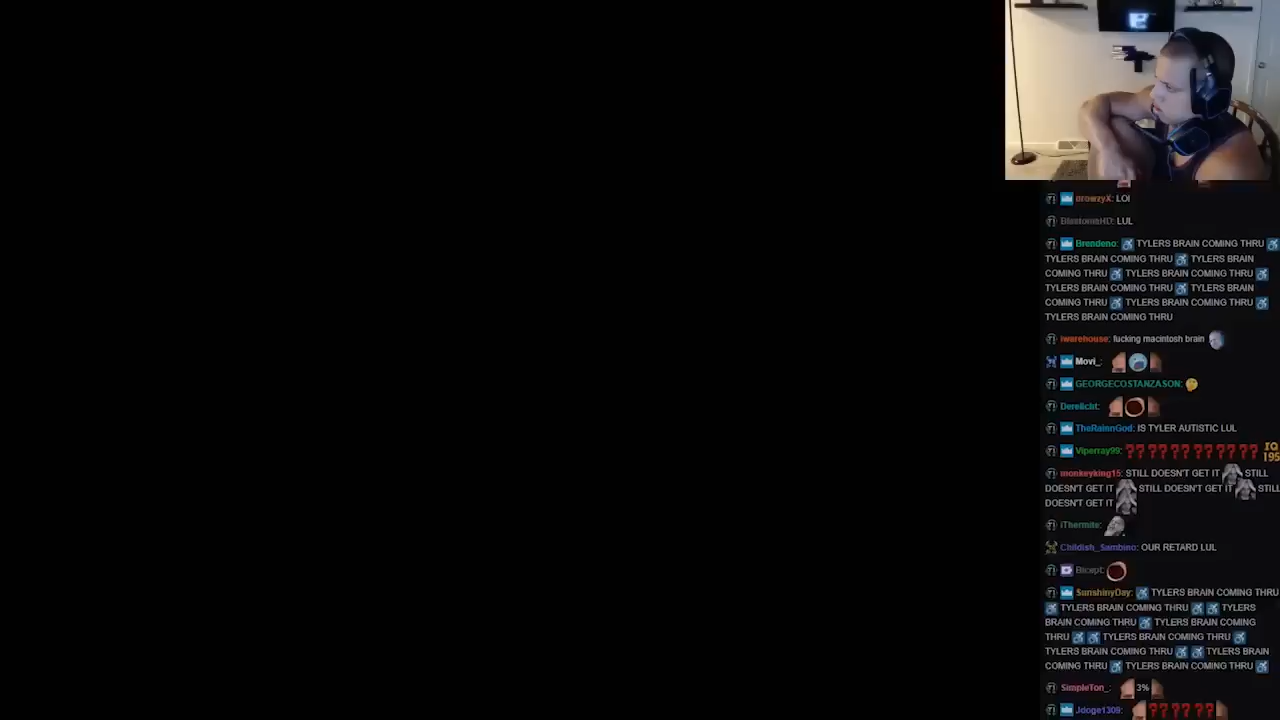 drowzyX: LOl
BlastomaHD: LUL
Brendeno: TYLERS BRAIN COMING THRU
TYLERS BRAIN COMING THRU TYLERS BRAIN
COMING THRU TYLERS BRAIN COMING THRU
TYLERS BRAIN COMING THRU TYLERS BRAIN
COMING THRU TYLERS BRAIN COMING THRU
TYLERS BRAIN COMING THRU
iwarehouse: fucking macintosh brain
Movi_:
GEORGECOSTANZASON:
Derelicht:
TheRainnGod: IS TYLER AUTISTIC LUL
Viperray99: ?? ?? ?? ?? ?? ?? IQ 195
monkeyking15: STILL DOESN'T GET IT STILL
DOESN'T GET IT STILL DOESN'T GET IT STILL
DOESN'T GET IT
iThermite:
Childish_Sambino: OUR RETARD LUL
Bicept:
SunshinyDay: TYLERS BRAIN COMING THRU
TYLERS BRAIN COMING THRU TYLERS
BRAIN COMING THRU TYLERS BRAIN COMING
THRU TYLERS BRAIN COMING THRU
TYLERS BRAIN COMING THRU TYLERS BRAIN
COMING THRU TYLERS BRAIN COMING THRU
SimpleTon_: 3%
Jdoge1309: ?? ?? ??